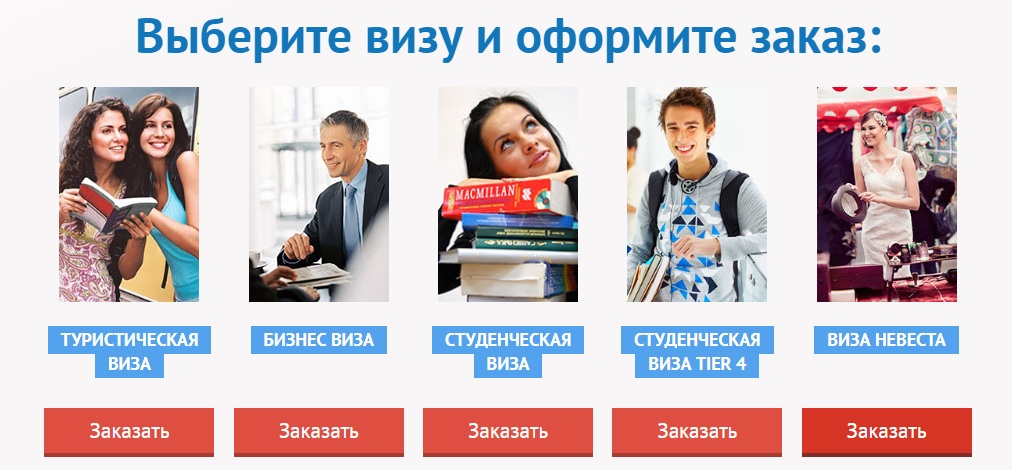 Выберите визу и оформите заказ:
MACMILLAN
ТУРИСТИЧЕСКАЯ
ВИЗА
БИЗНЕС ВИЗА
СТУДЕНЧЕСКАЯ
ВИЗА
СТУДЕНЧЕСКАЯ
ВИЗА TIER 4
ВИЗА НЕВЕСТА
Заказать
Заказать
Заказать
Заказать
Заказать